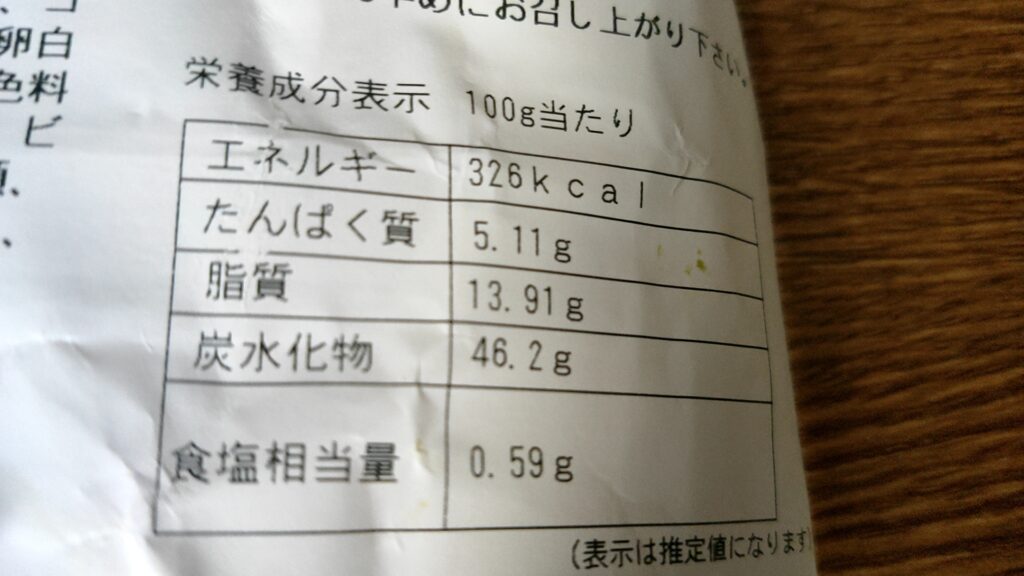 卵白
色料
ビ
めにお召し上がり下さい。
栄養成分表示 100g当たり
エネルギー 326kcal
たんぱく質 5.11g
脂質 13.91g
炭水化物 46.2g
食塩相当量 0.59g
(表示は推定値になります